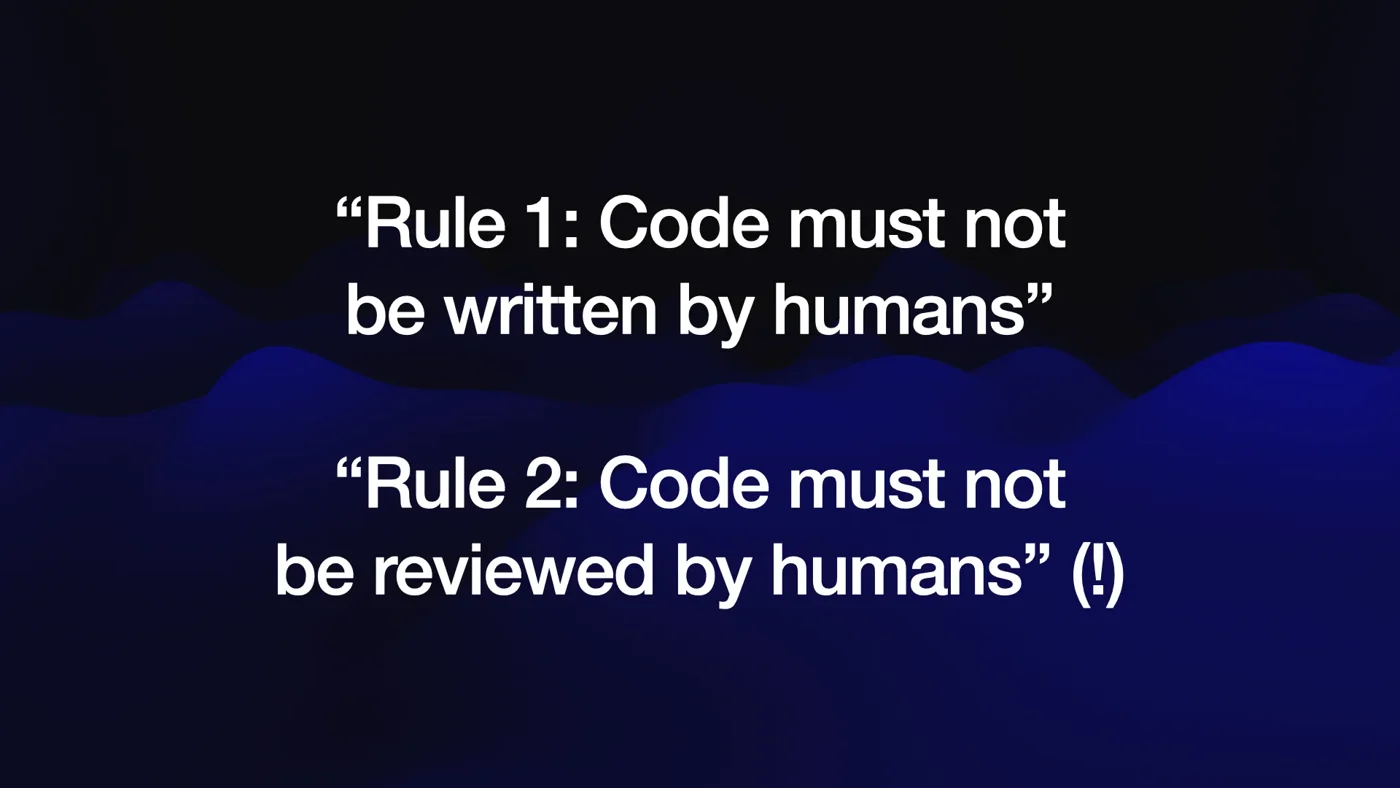 “Rule 1: Code must not
be written by humans”
“Rule 2: Code must not
be reviewed by humans” (!)